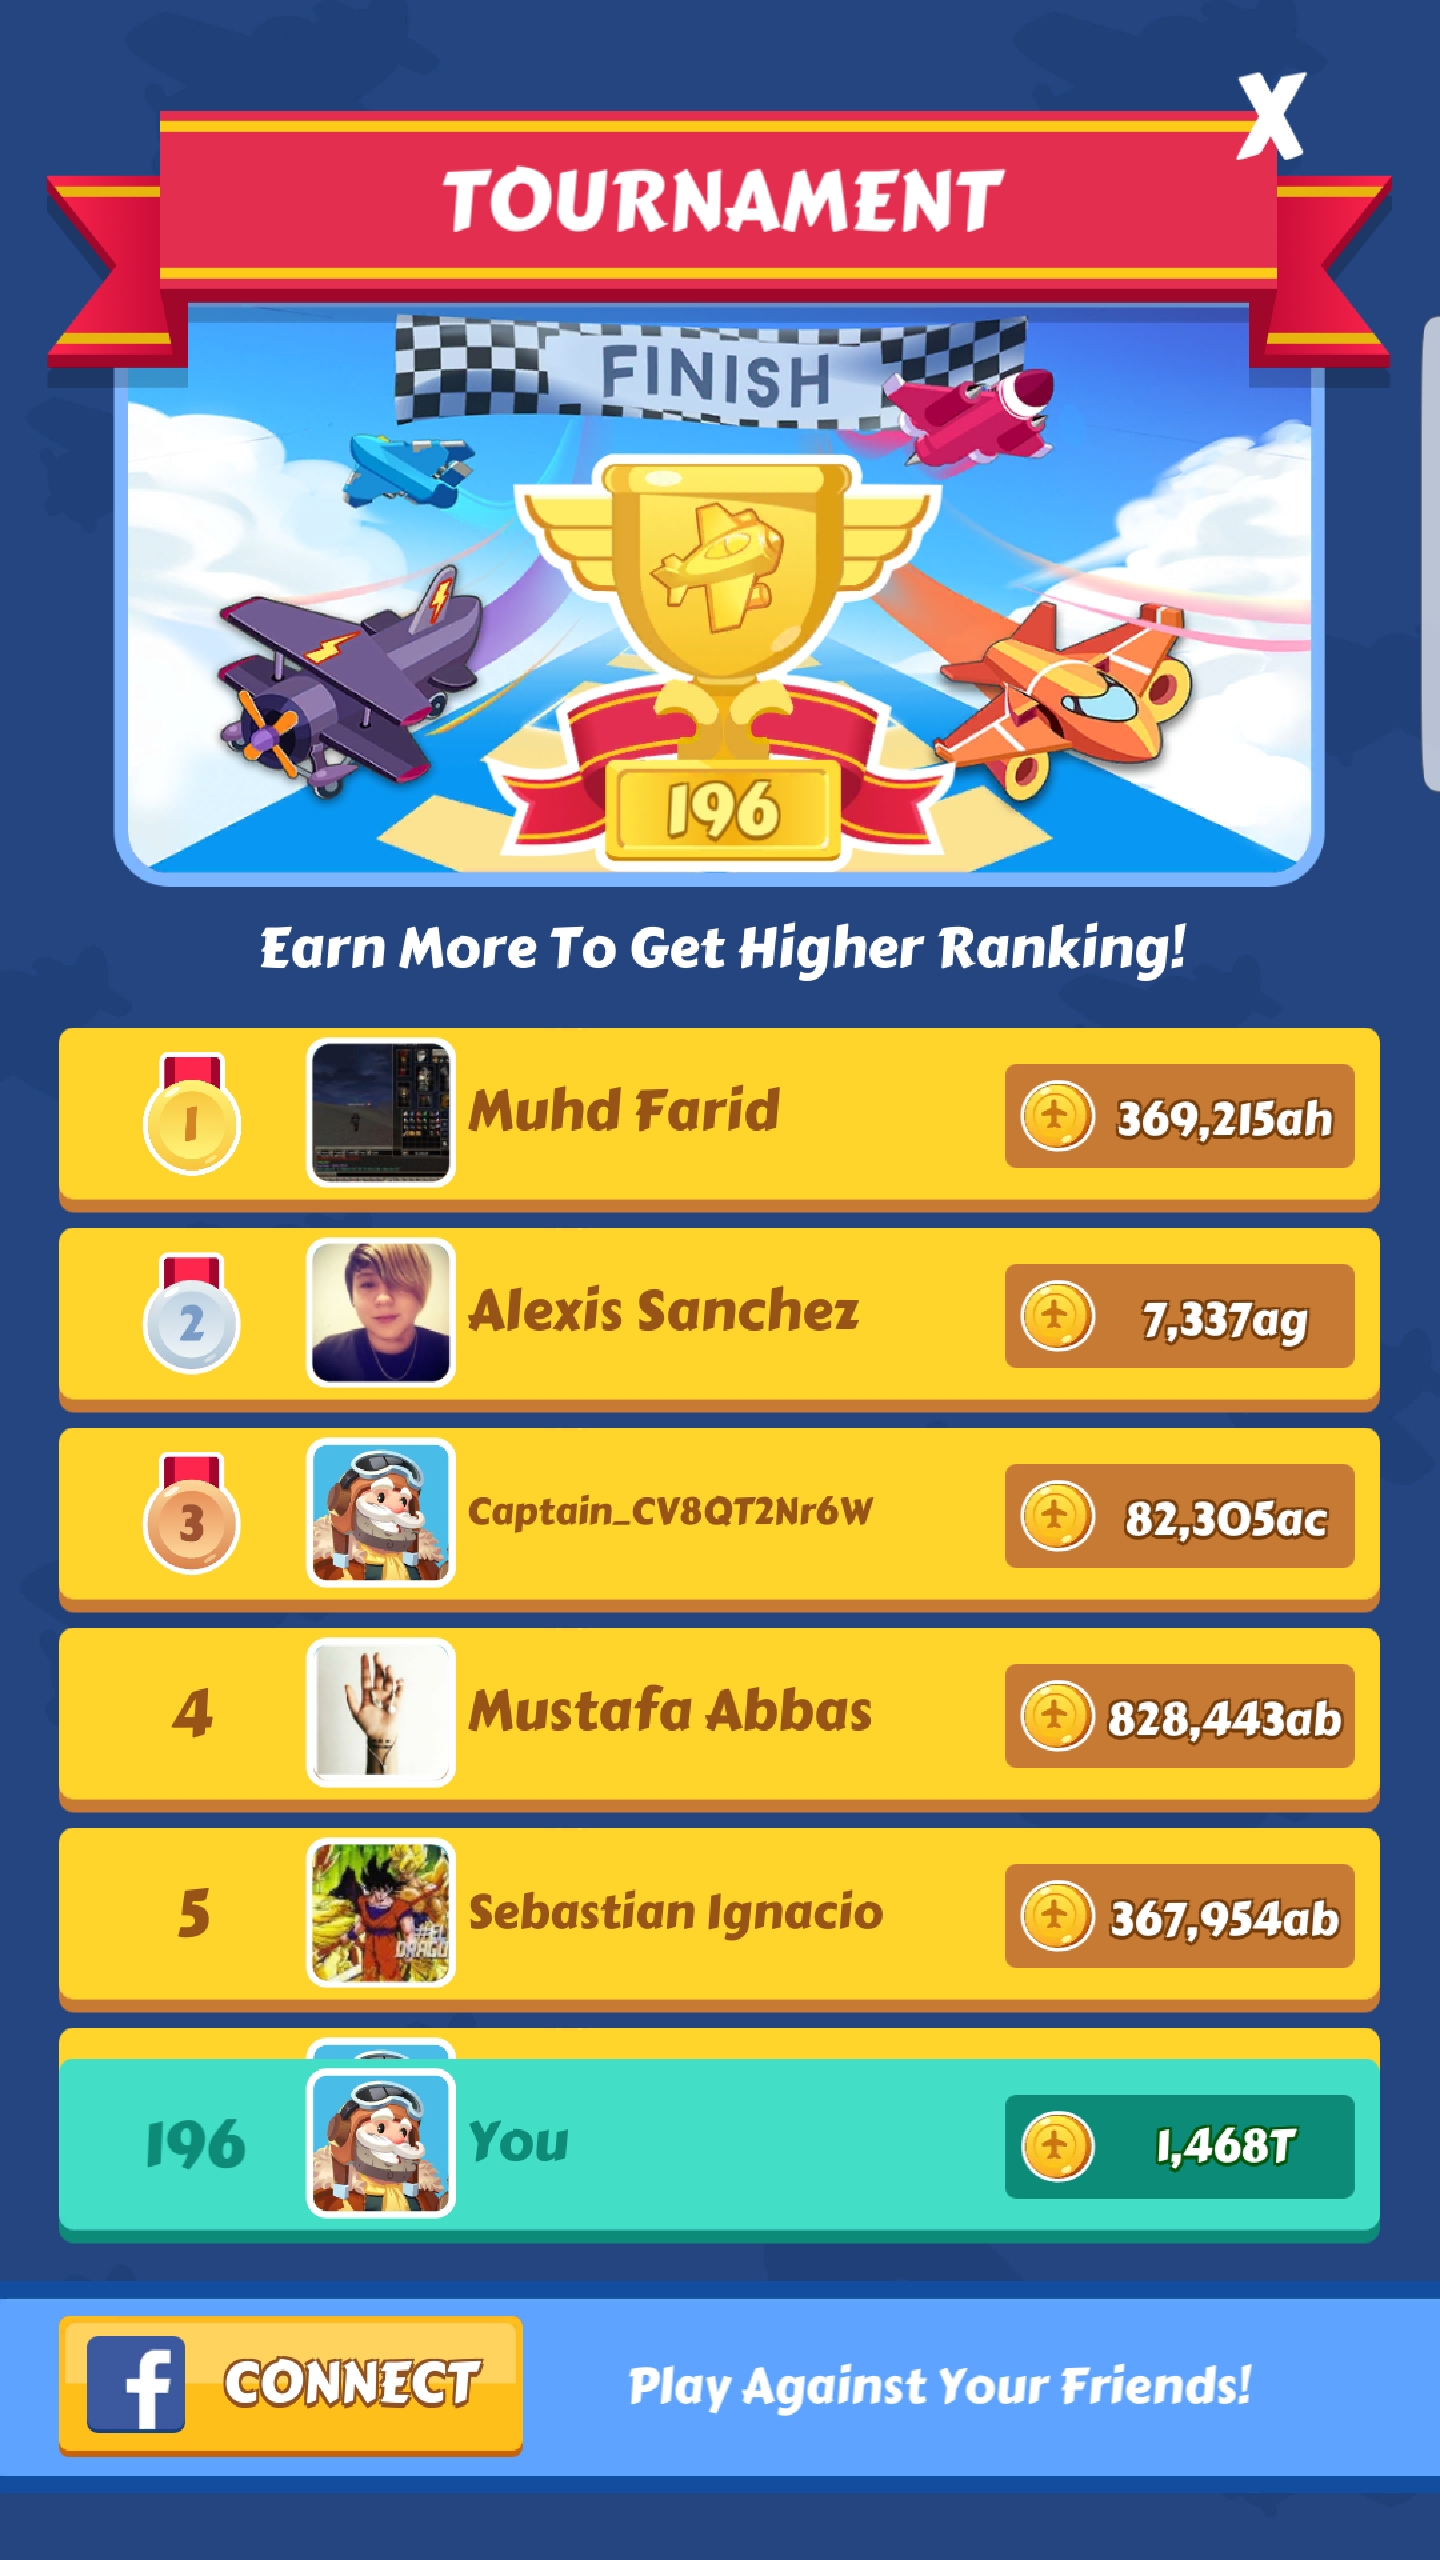 X
TOURNAMENT
FINISH
196
Earn More To Get Higher Ranking!
1
Muhd Farid
369,215ah
2
Alexis Sanchez
7,337ag
3
Captain_CV8QT2Nr6W
82,305ac
4
Mustafa Abbas
828,443ab
5
Sebastian Ignacio
367,954ab
#EL
DRAGO
196
You
1,468T
f
CONNECT
Play Against Your Friends!